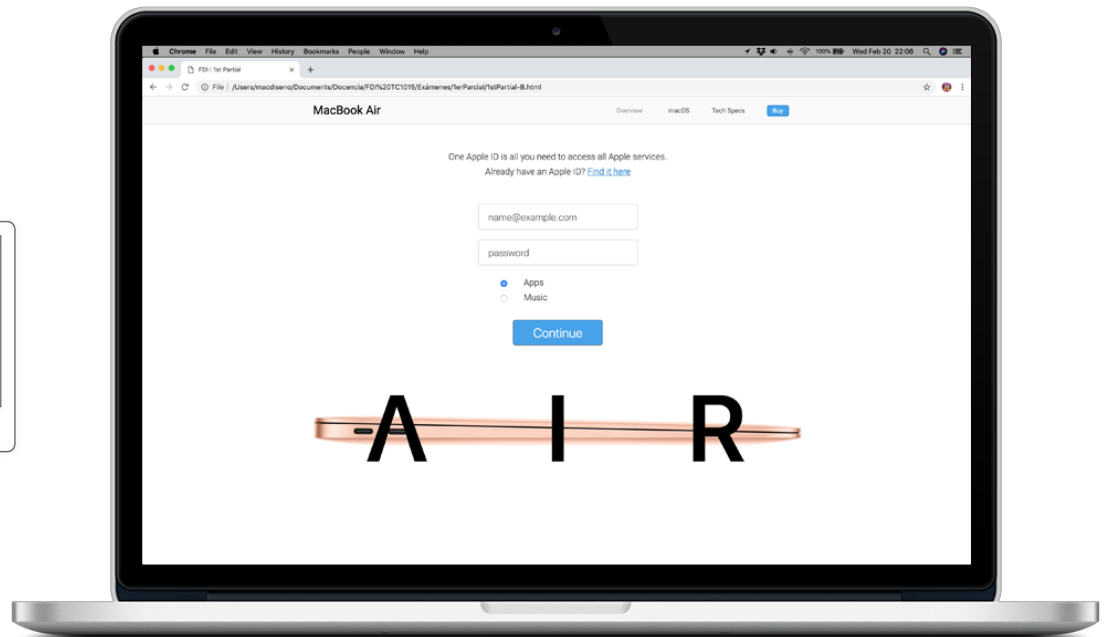 Chrome File Edit View History Bookmarks People Window Help 100% Wed Feb 20 22:06
FDI | 1st Partial
File | /Users/macdiseno/Documents/Docencia/FDI%20TC1015/Exámenes/1erParcial/1stPartial-B.html
MacBook Air Overview macOS Tech Specs Buy
One Apple ID is all you need to access all Apple services.
Already have an Apple ID? Find it here
name@example.com
password
Apps
Music
Continue
AIR